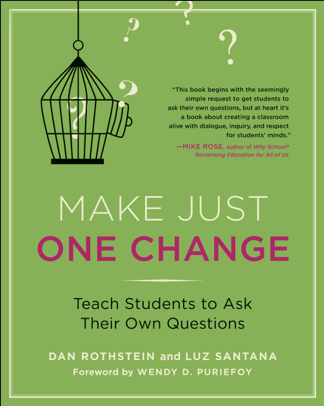 ?
?
?
?
?
"This book begins with the seemingly
simple request to get students to
ask their own questions, but at heart it's
a book about creating a classroom
alive with dialogue, inquiry, and respect
for students' minds."
—MIKE ROSE, author of Why School?
Reclaiming Education for All of Us
MAKE JUST
ONE CHANGE
Teach Students to Ask
Their Own Questions
DAN ROTHSTEIN and LUZ SANTANA
Foreword by WENDY D. PURIEFOY